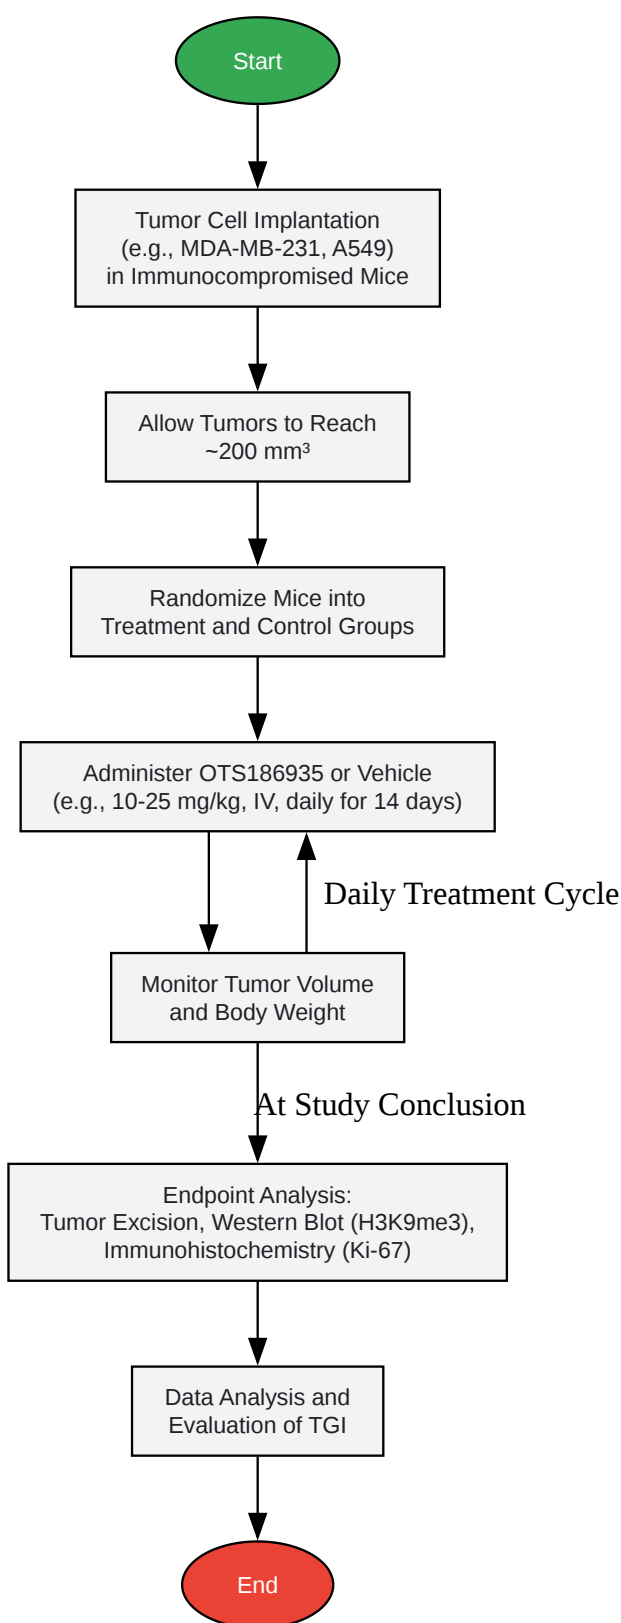 Start
Tumor Cell Implantation
(e.g., MDA-MB-231, A549)
in Immunocompromised Mice
Allow Tumors to Reach
~200 mm³
Randomize Mice into
Treatment and Control Groups
Administer OTS186935 or Vehicle
(e.g., 10-25 mg/kg, IV, daily for 14 days)
Daily Treatment Cycle
Monitor Tumor Volume
and Body Weight
At Study Conclusion
Endpoint Analysis:
Tumor Excision, Western Blot (H3K9me3),
Immunohistochemistry (Ki-67)
Data Analysis and
Evaluation of TGI
End